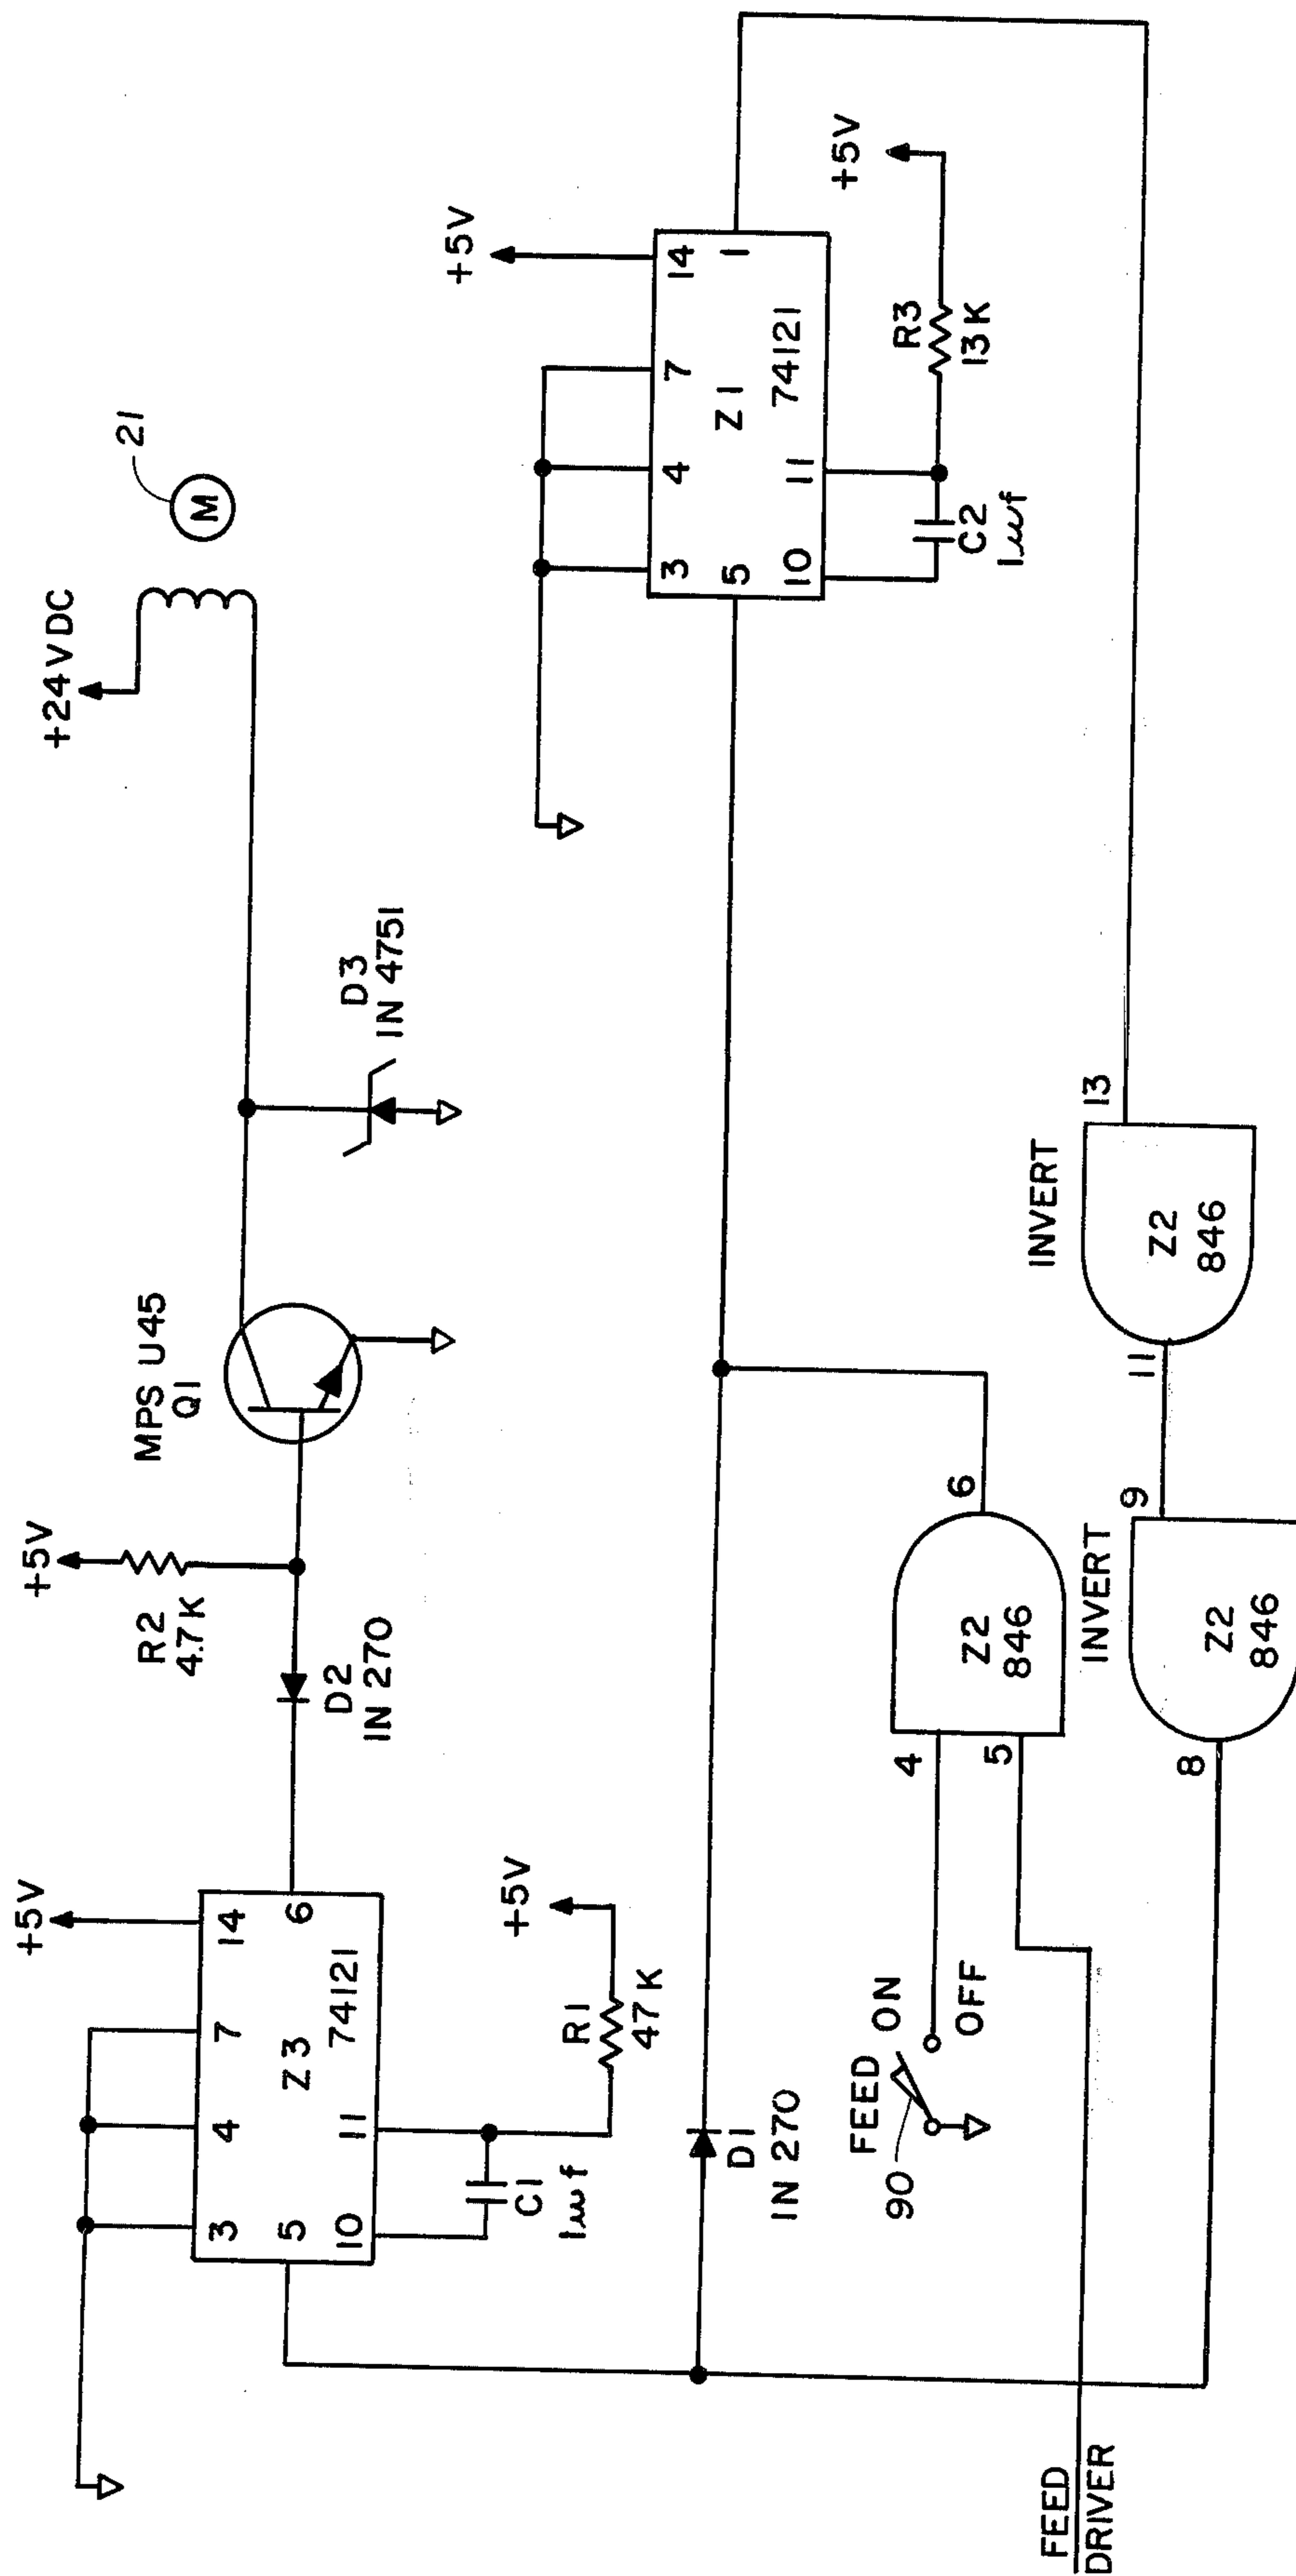 +5V
+5V
R2
4.7K
MPS U45
Q1
+24VDC
21
M
14
7
4
3
6
5
Z3
74121
11
10
D2
IN 270
D3
IN 4751
+5V
R1
47K
C1
1uf
+5V
14
7
4
3
1
5
Z1
74121
11
10
+5V
R3
13K
C2
1uf
D1
IN 270
FEED
ON
OFF
90
4
5
6
Z2
846
INVERT
13
11
Z2
846
INVERT
9
8
Z2
846
FEED
DRIVER